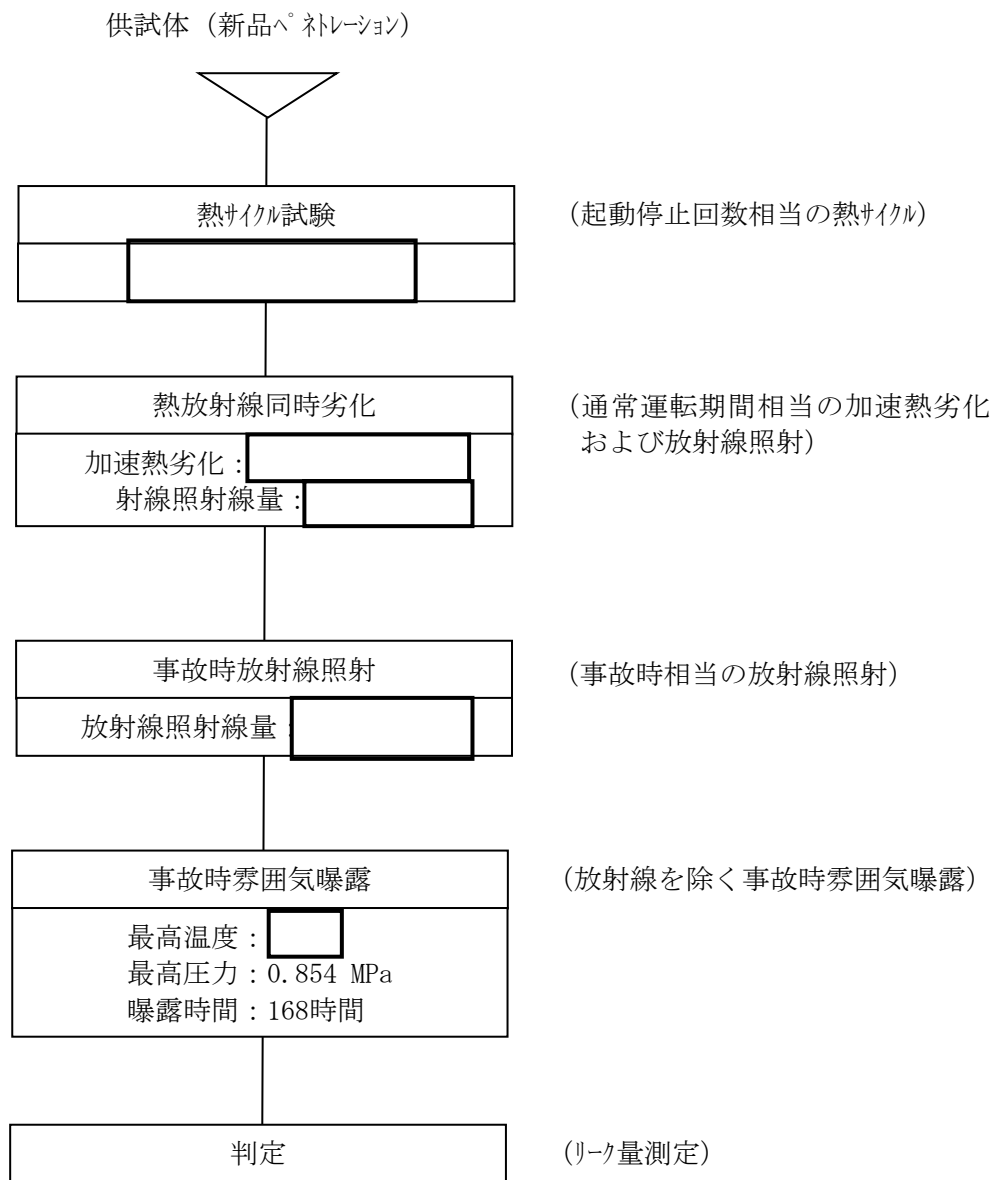 供試体（新品ﾍﾟﾈﾄﾚｰｼｮﾝ）
熱ｻｲｸﾙ試験
（起動停止回数相当の熱ｻｲｸﾙ）
熱放射線同時劣化
（通常運転期間相当の加速熱劣化
および放射線照射）
加速熱劣化：
射線照射線量：
事故時放射線照射
（事故時相当の放射線照射）
放射線照射線量：
事故時雰囲気曝露
（放射線を除く事故時雰囲気曝露）
最高温度：
最高圧力：0.854 MPa
曝露時間：168時間
判定
（ﾘｰｸ量測定）